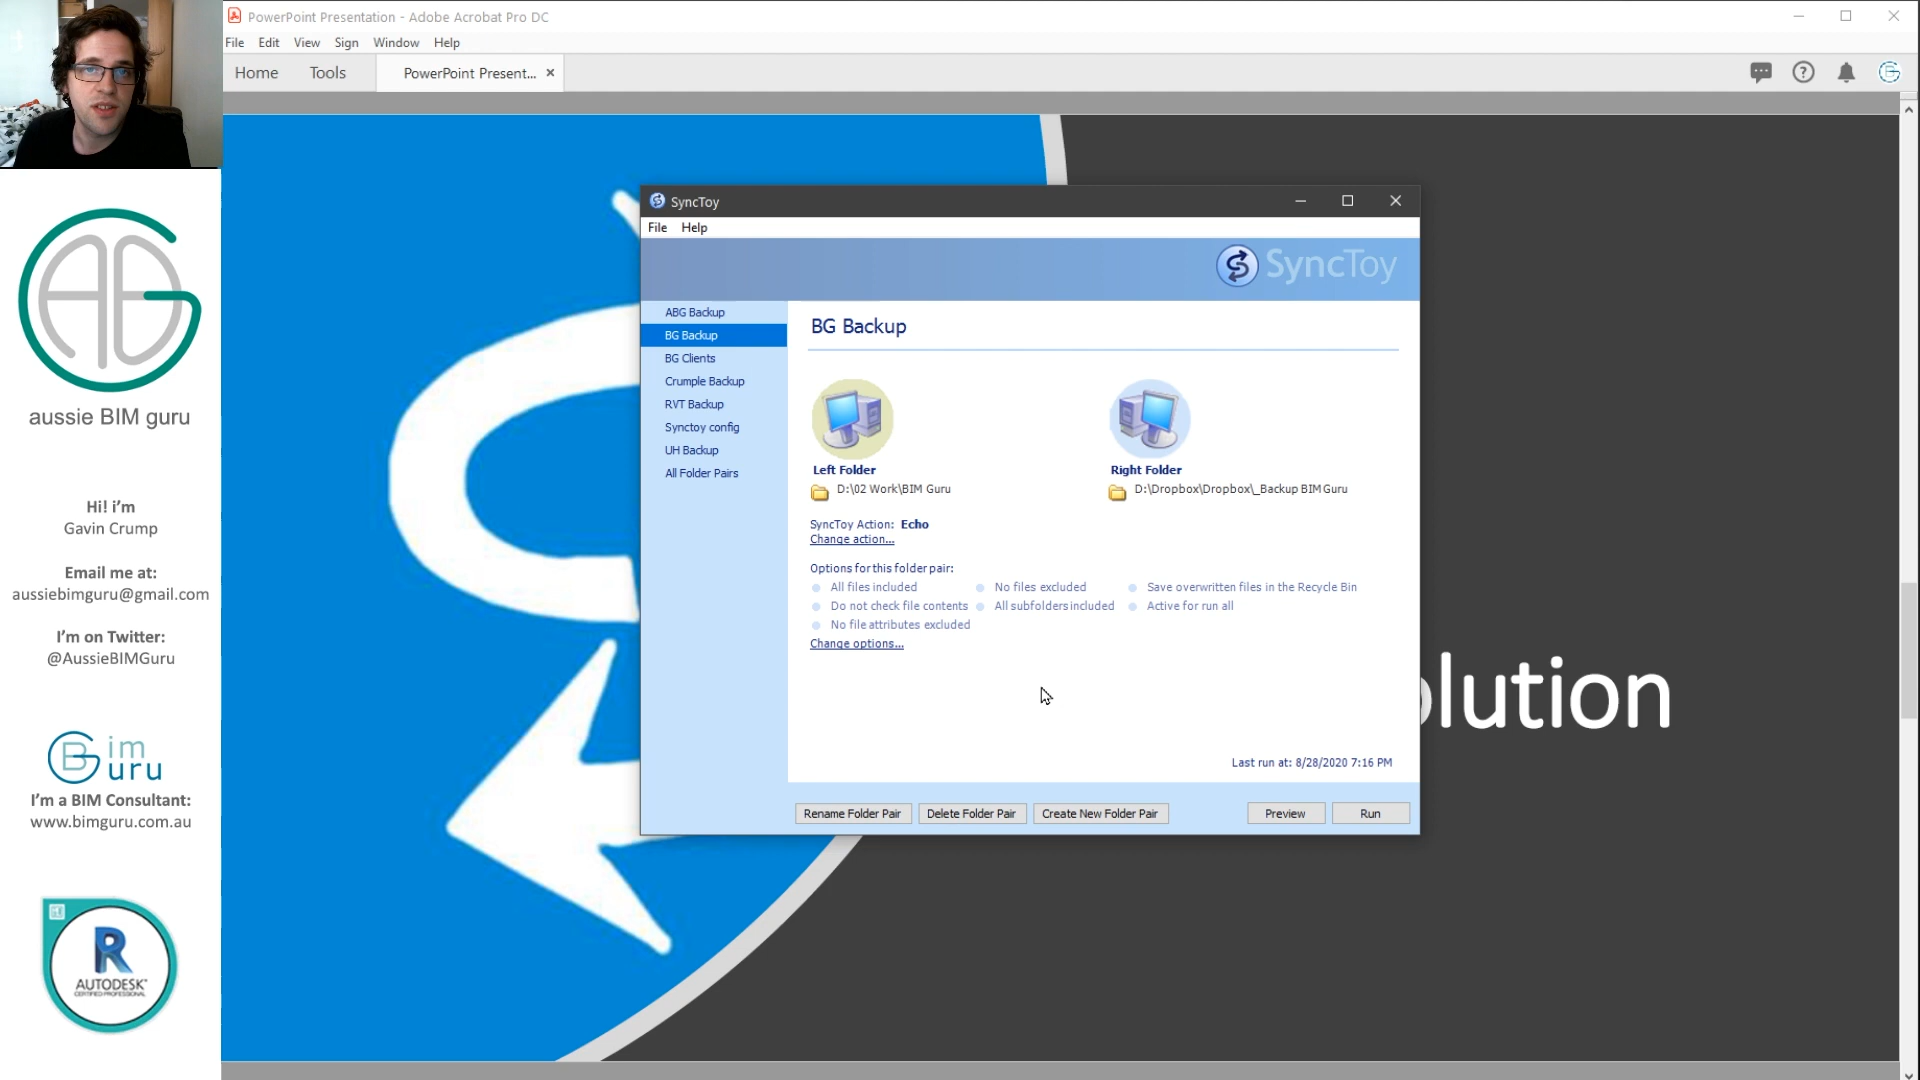 PowerPoint Presentation - Adobe Acrobat Pro DC
File Edit View Sign Window Help
Home Tools PowerPoint Present...
aussie BIM guru
Hi! i'm
Gavin Crump
Email me at:
aussiebimguru@gmail.com
I'm on Twitter:
@AussieBIMGuru
Bim
Guru
I'm a BIM Consultant:
www.bimguru.com.au
R
AUTODESK
CERTIFIED PROFESSIONAL
SyncToy
File Help
SyncToy
ABG Backup
BG Backup
BG Clients
Crumple Backup
RVT Backup
Synctoy config
UH Backup
All Folder Pairs
BG Backup
Left Folder
D:\02 Work\BIM Guru
Right Folder
D:\Dropbox\Dropbox\_Backup BIM Guru
SyncToy Action: Echo
Change action...
Options for this folder pair:
All files included No files excluded Save overwritten files in the Recycle Bin
Do not check file contents All subfolders included Active for run all
No file attributes excluded
Change options...
Last run at: 8/28/2020 7:16 PM
Rename Folder Pair Delete Folder Pair Create New Folder Pair Preview Run
olution